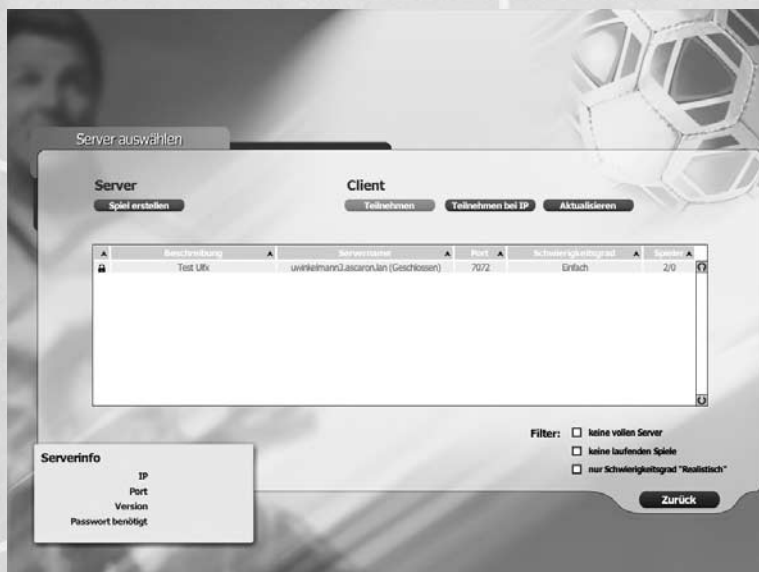 Server auswählen
Server
Client
Spiel erstellen
Teilnehmen
Teilnehmen bei IP
Aktualisieren
Beschreibung Servername Port Schwierigkeitsgrad Spieler
Test Ulfx uwinkelmann3.ascaron.lan (Geschlossen) 7072 Einfach 2/0
Filter: keine vollen Server
keine laufenden Spiele
nur Schwierigkeitsgrad "Realistisch"
Serverinfo
IP
Port
Version
Passwort benötigt
Zurück